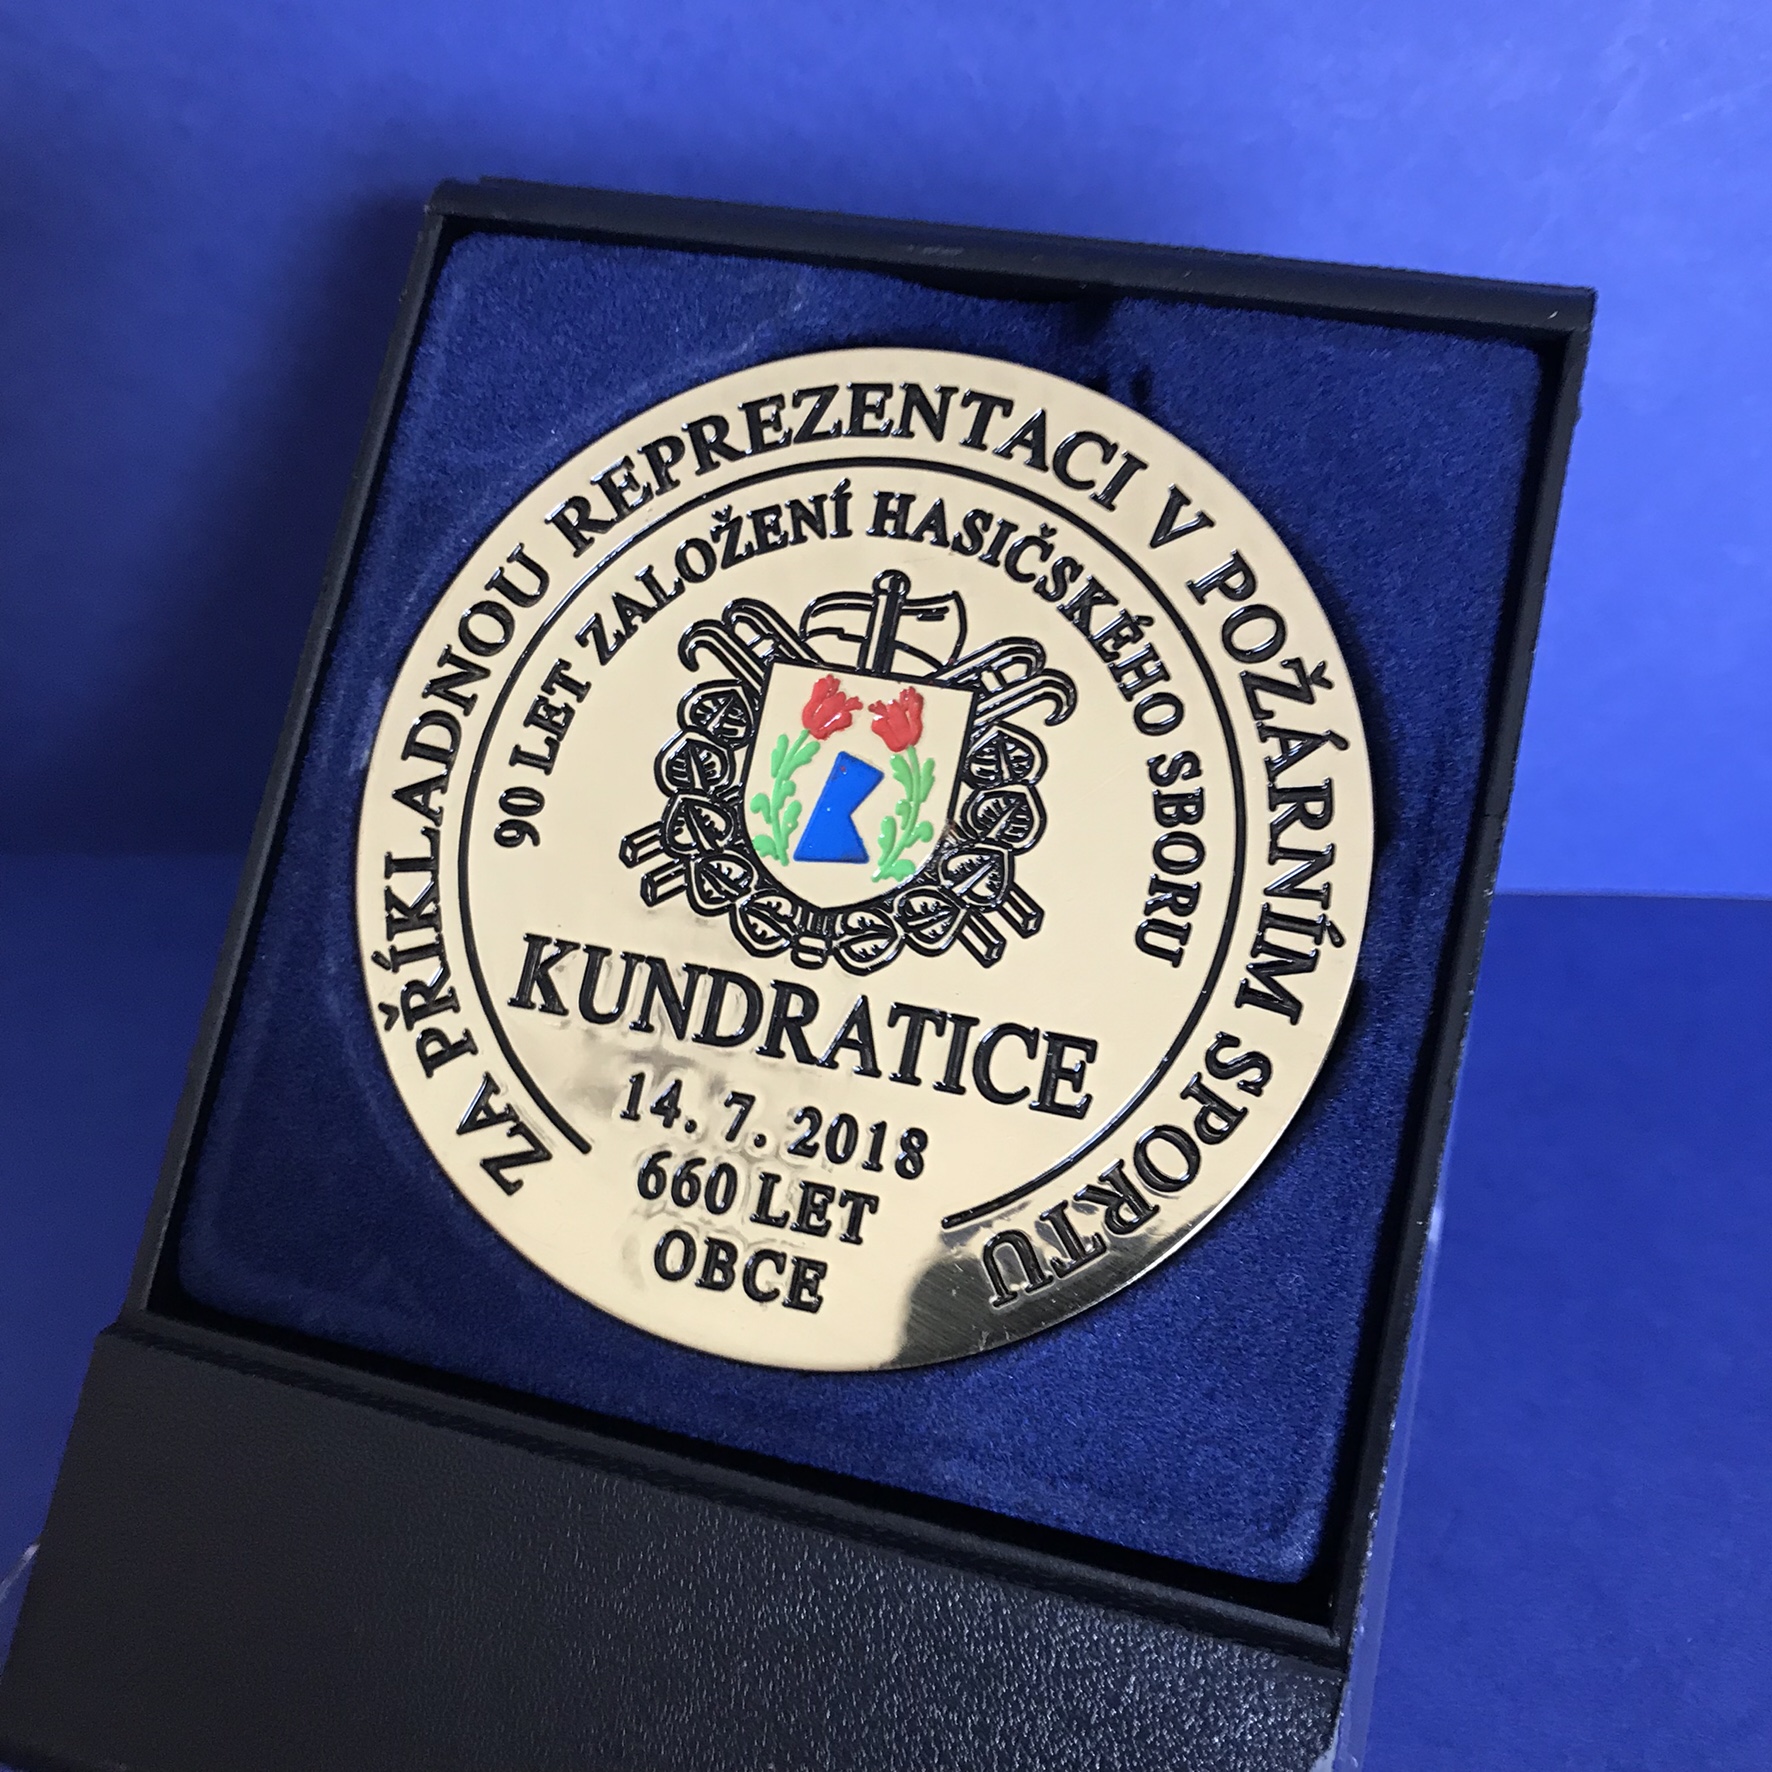 ZA PŘÍKLADNOU REPREZENTACI V POŽÁRNÍM SPORTU
90 LET ZALOŽENÍ HASIČSKÉHO SBORU
KUNDRATICE
14. 7. 2018
660 LET
OBCE